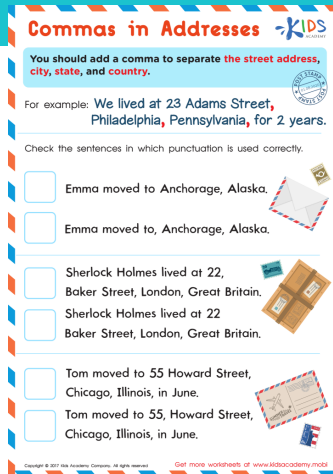 Commas in Addresses
KIDS
ACADEMY
You should add a comma to separate the street address,
city, state, and country.
For example: We lived at 23 Adams Street,
Philadelphia, Pennsylvania, for 2 years.
Check the sentences in which punctuation is used correctly.
Emma moved to Anchorage, Alaska.
Emma moved to, Anchorage, Alaska.
Sherlock Holmes lived at 22,
Baker Street, London, Great Britain.
Sherlock Holmes lived at 22
Baker Street, London, Great Britain.
Tom moved to 55 Howard Street,
Chicago, Illinois, in June.
Tom moved to 55, Howard Street,
Chicago, Illinois, in June.
Copyright © 2017 Kids Academy Company. All rights reserved
Get more worksheets at www.kidsacademy.mobi